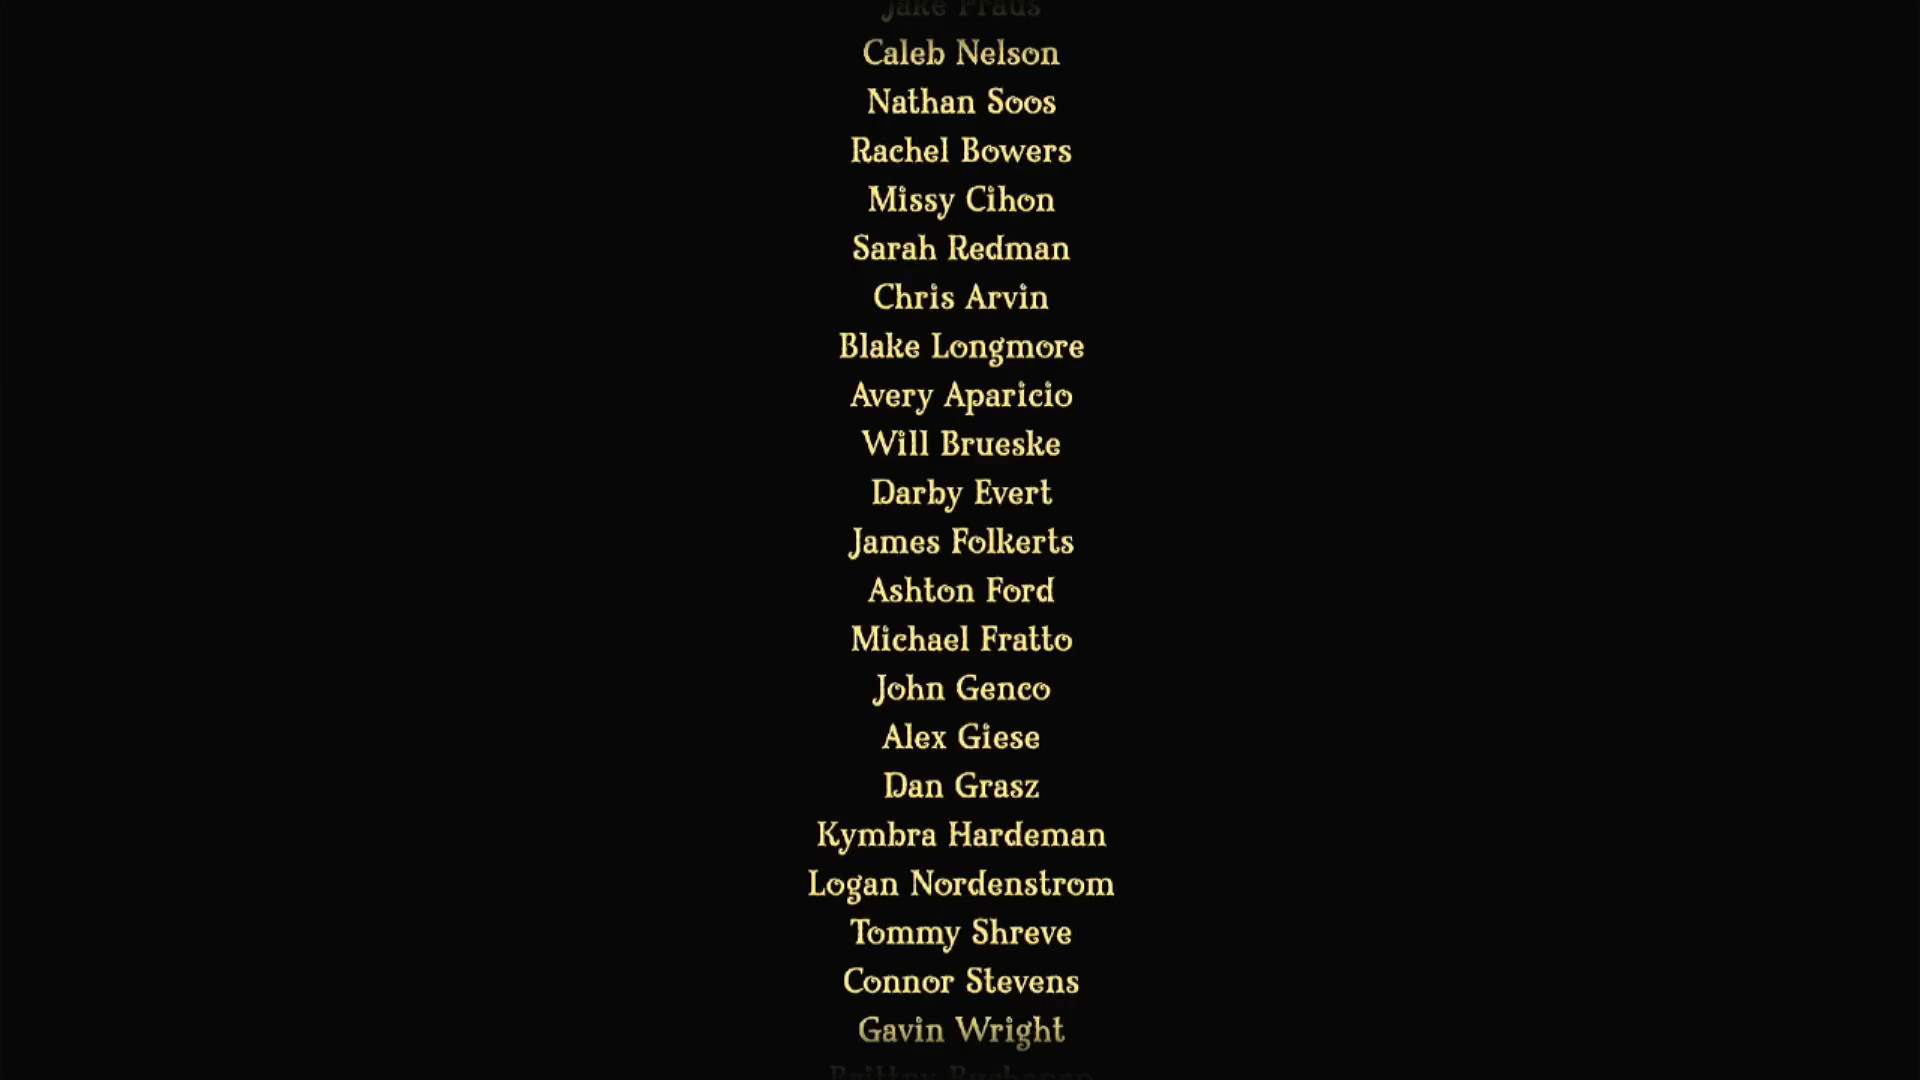 Jake Praus
Caleb Nelson
Nathan Soos
Rachel Bowers
Missy Cihon
Sarah Redman
Chris Arvin
Blake Longmore
Avery Aparicio
Will Brueske
Darby Evert
James Folkerts
Ashton Ford
Michael Fratto
John Genco
Alex Giese
Dan Grasz
Kymbra Hardeman
Logan Nordenstrom
Tommy Shreve
Connor Stevens
Gavin Wright